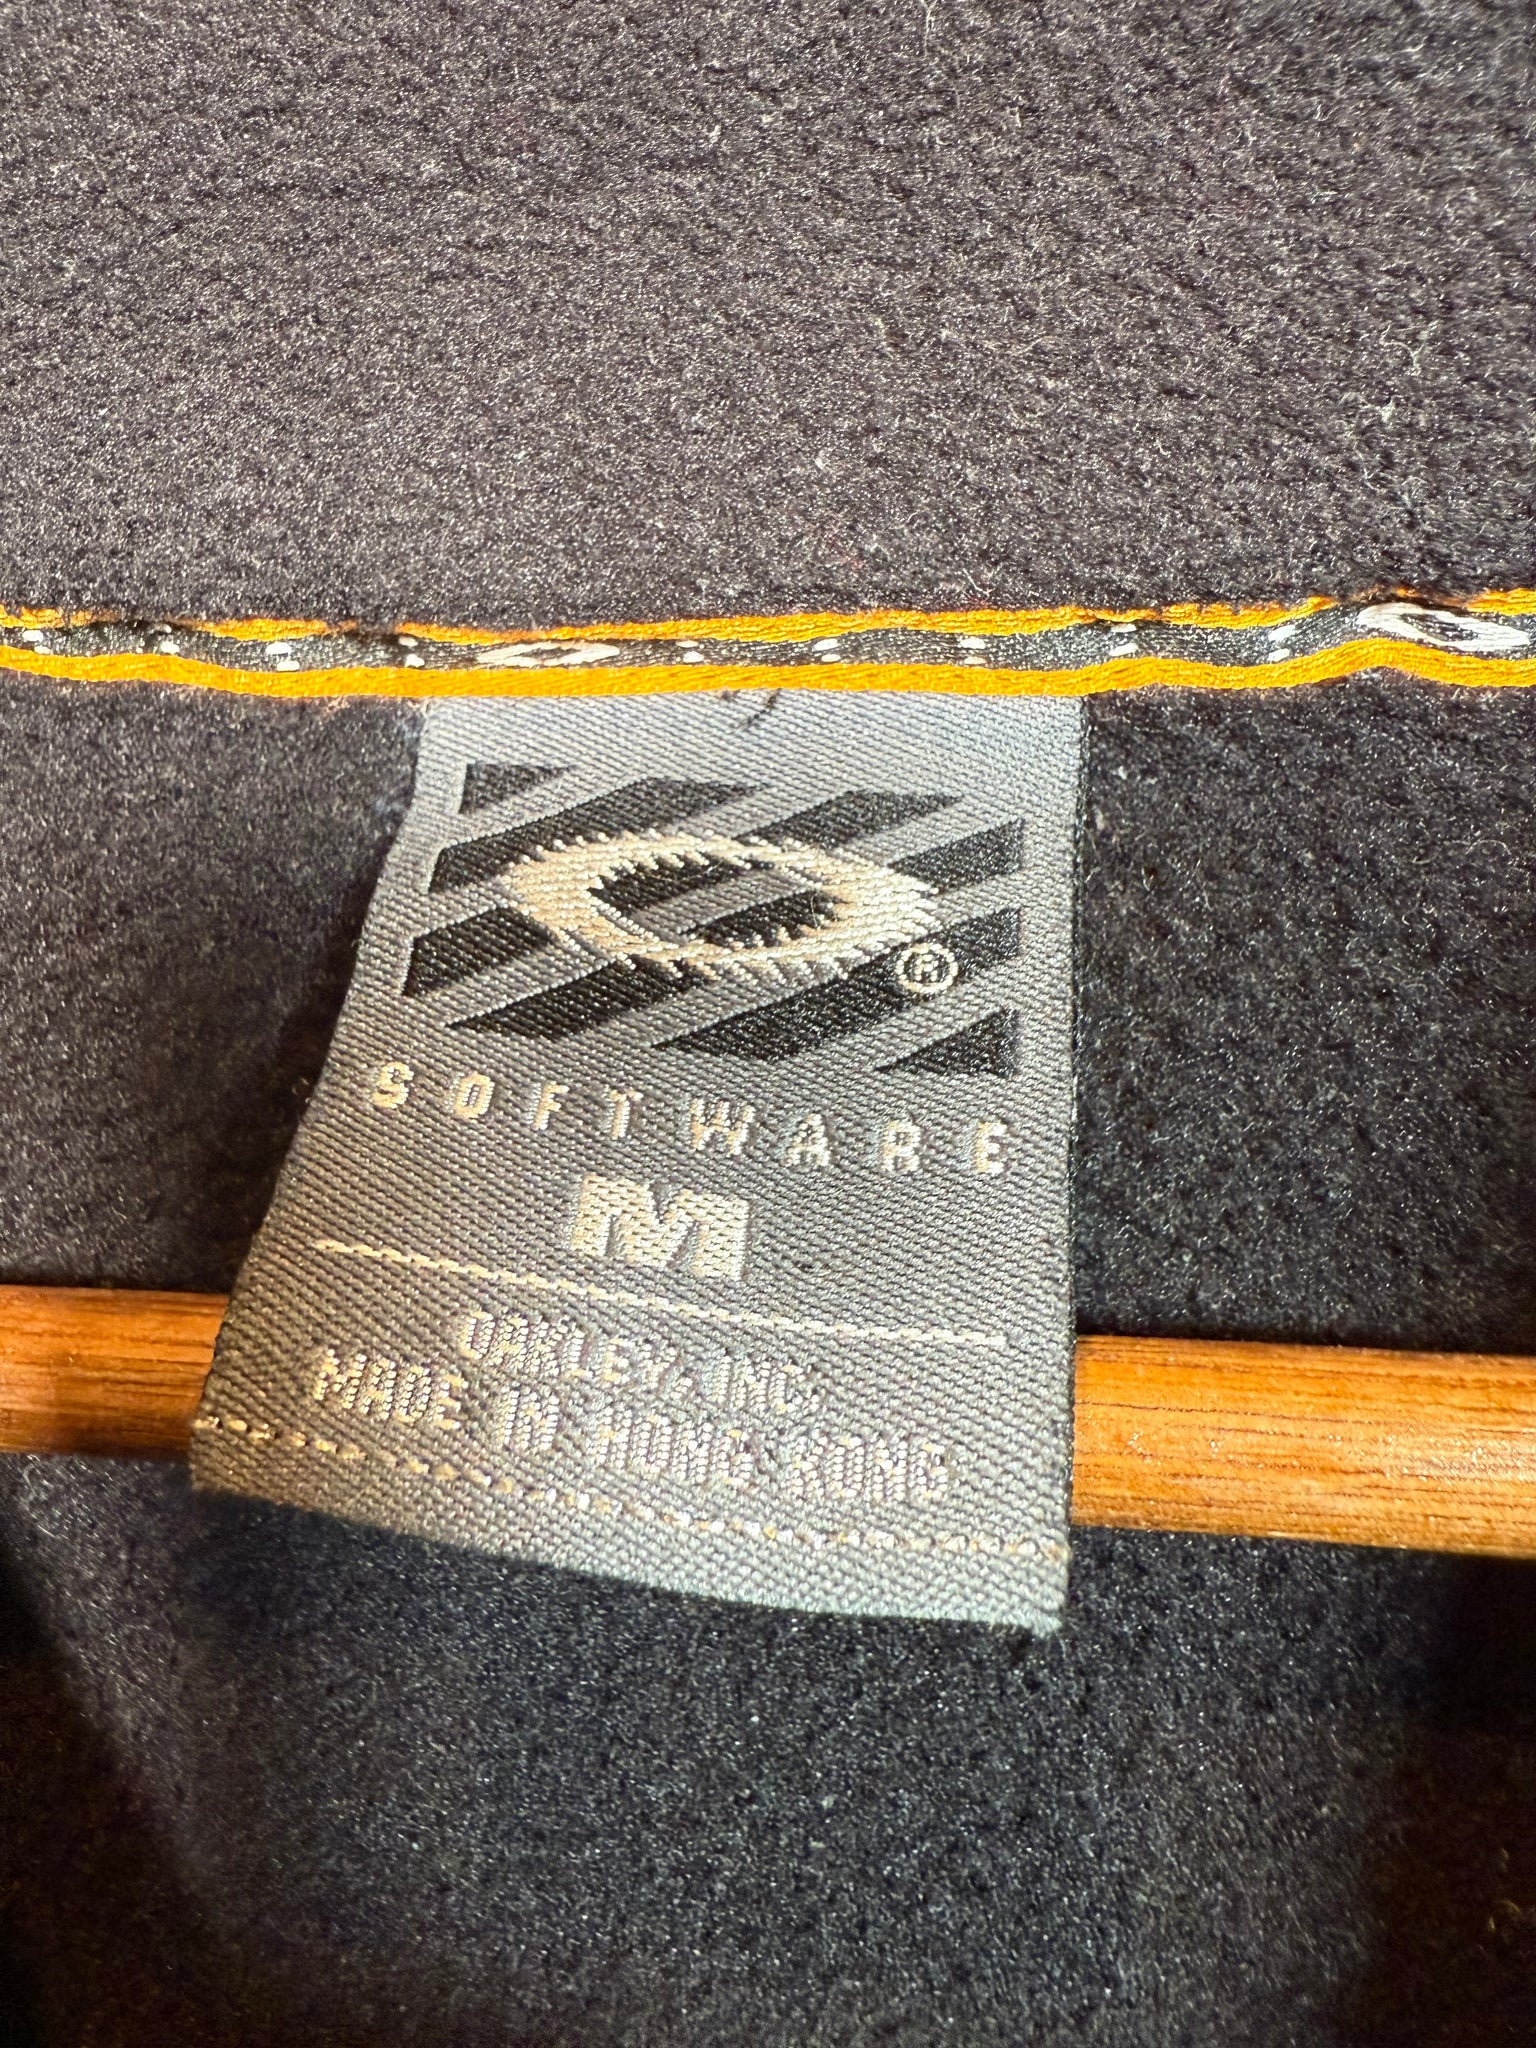 ®
SOFTWARE
M
OAKLEY, INC.
MADE IN HONG KONG